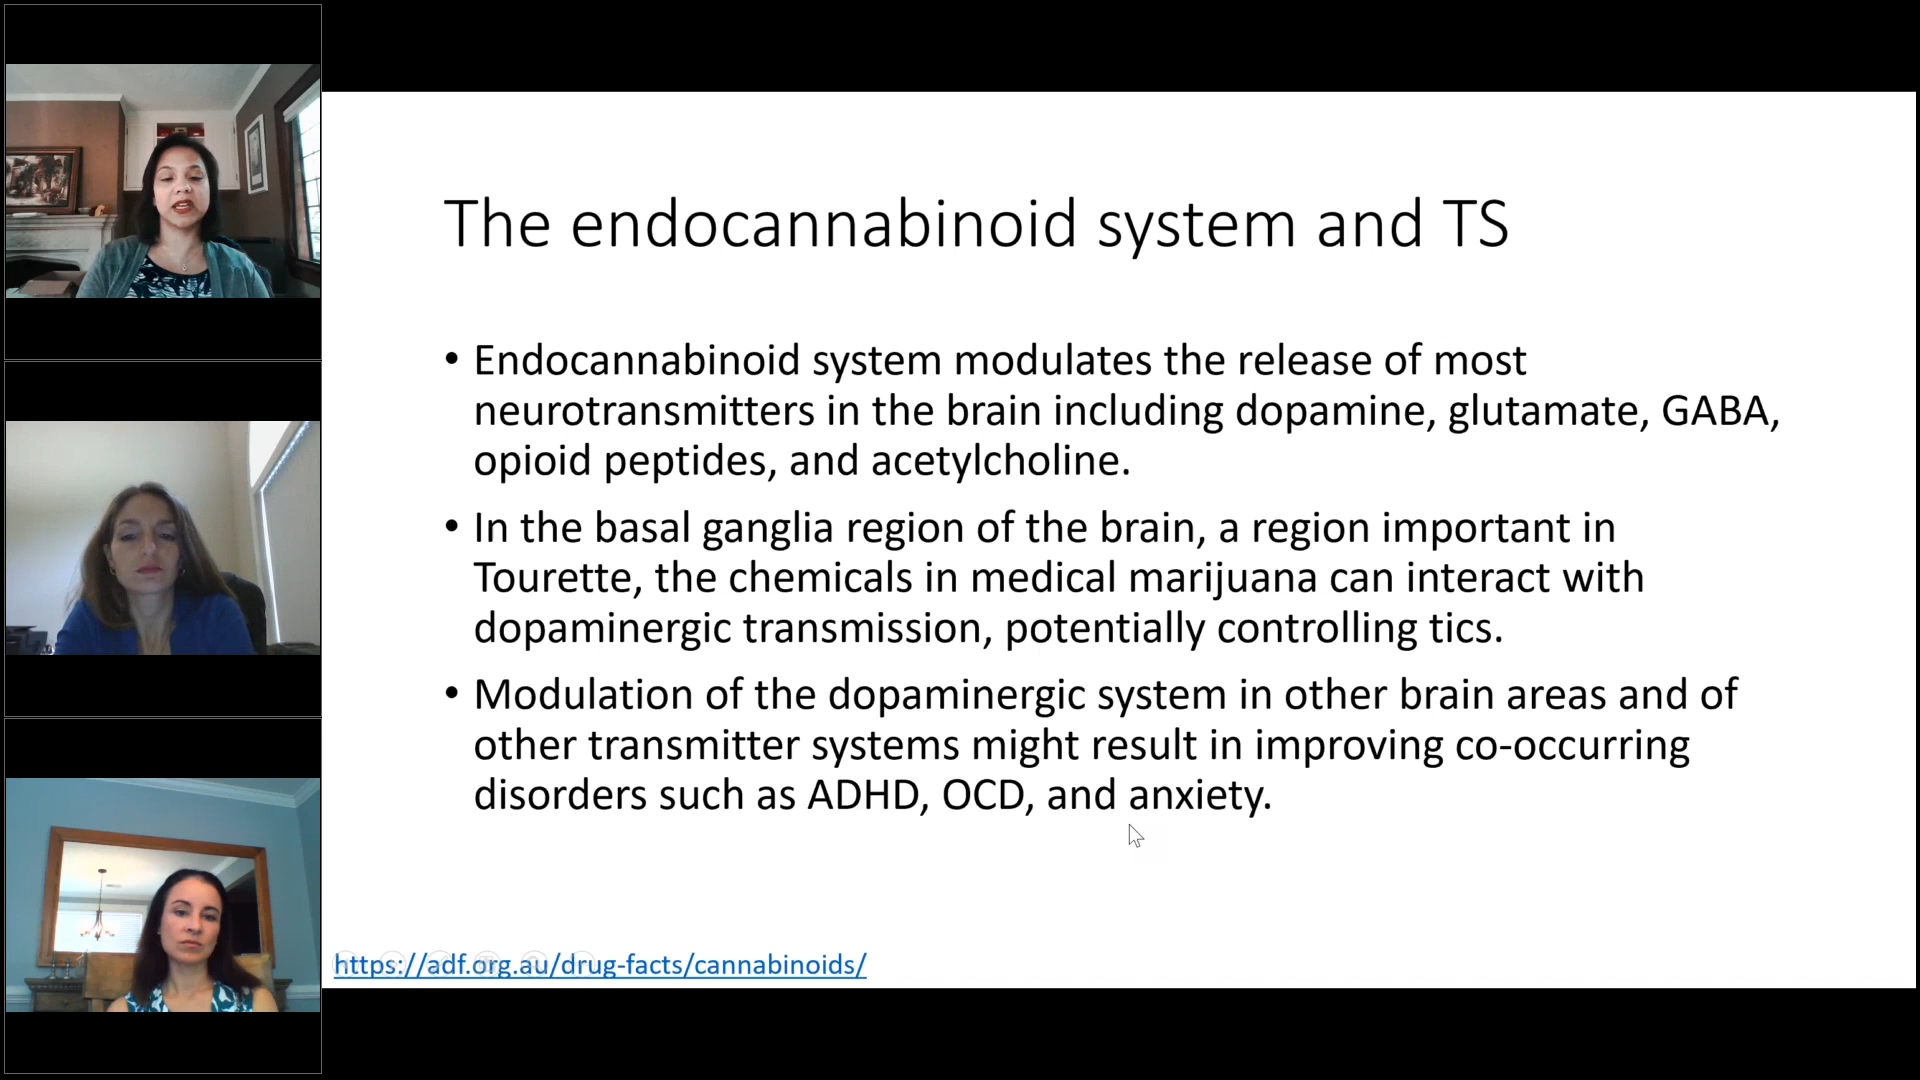 The endocannabinoid system and TS
• Endocannabinoid system modulates the release of most
neurotransmitters in the brain including dopamine, glutamate, GABA,
opioid peptides, and acetylcholine.
• In the basal ganglia region of the brain, a region important in
Tourette, the chemicals in medical marijuana can interact with
dopaminergic transmission, potentially controlling tics.
• Modulation of the dopaminergic system in other brain areas and of
other transmitter systems might result in improving co-occurring
disorders such as ADHD, OCD, and anxiety.
https://adf.org.au/drug-facts/cannabinoids/